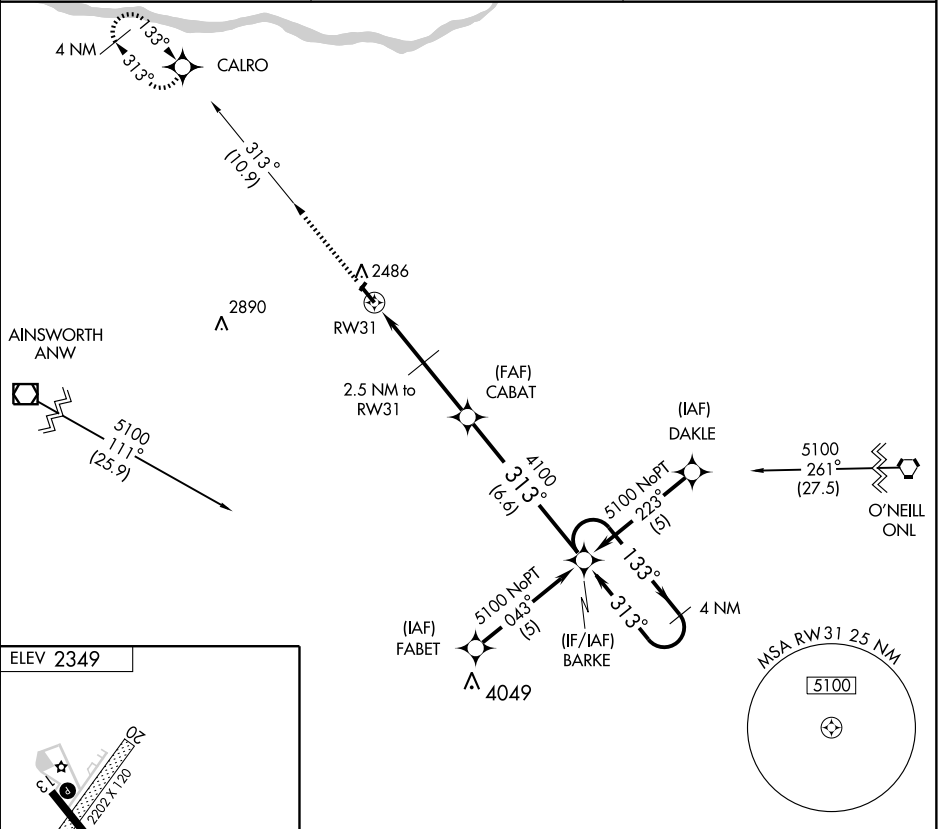 133°
4 NM
313°
CALRO
313°
(10.9)
2486
2890
RW31
AINSWORTH
ANW
2.5 NM to
RW31
(FAF)
CABAT
5100
111°
(25.9)
(IAF)
DAKLE
4100
313°
(6.6)
5100 NoPT
223°
(5)
5100
261°
(27.5)
O'NEILL
ONL
133°
313°
4 NM
5100 NoPT
043°
(5)
(IAF)
FABET
(IF/IAF)
BARKE
4049
MSA RW31 25 NM
5100
ELEV 2349
20
2202 X 120
13
P